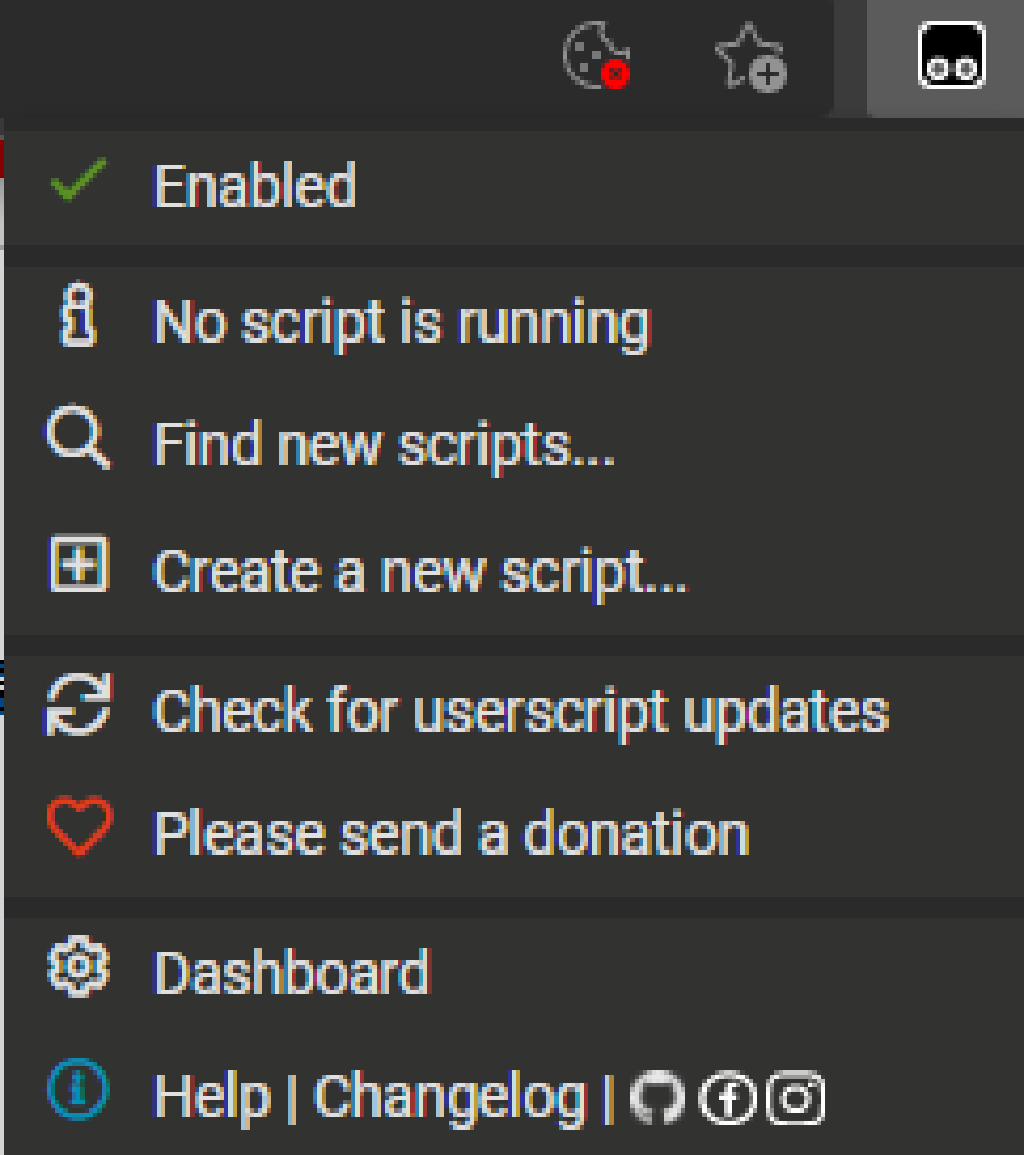 Enabled
No script is running
Find new scripts...
Create a new script...
Check for userscript updates
Please send a donation
Dashboard
Help | Changelog |